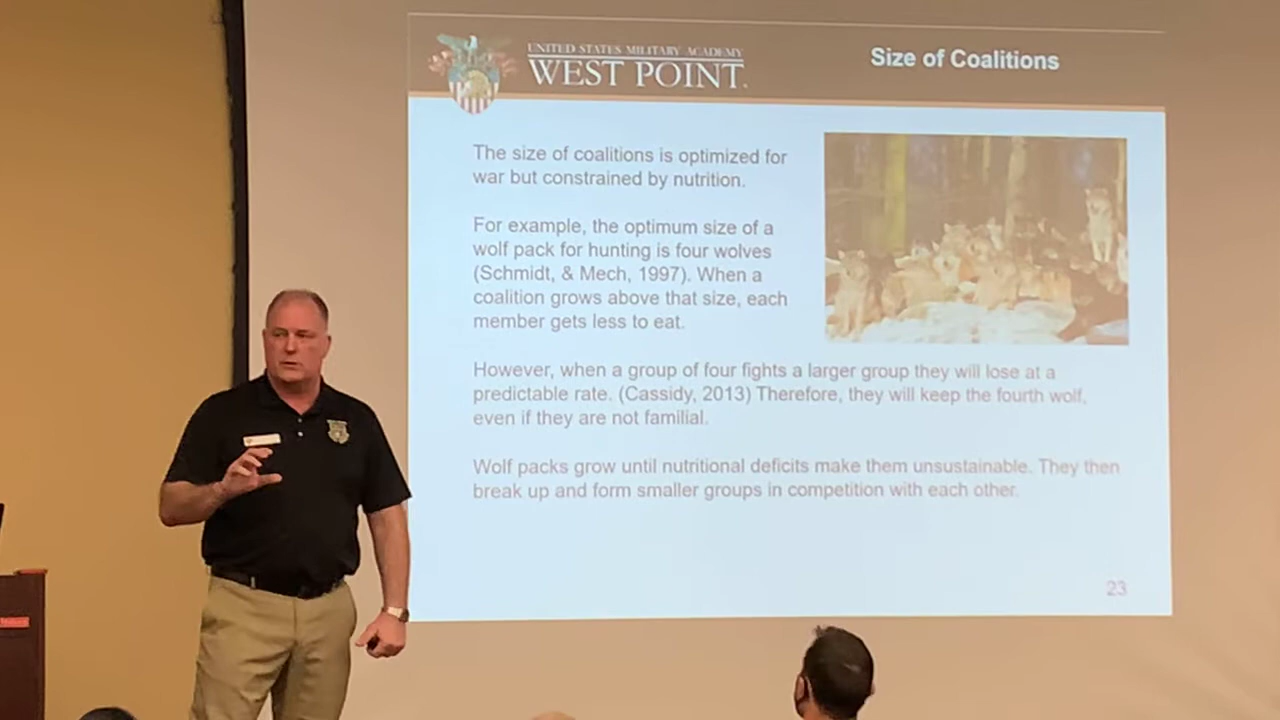 UNITED STATES MILITARY ACADEMY
WEST POINT.
Size of Coalitions
The size of coalitions is optimized for
war but constrained by nutrition.
For example, the optimum size of a
wolf pack for hunting is four wolves
(Schmidt, & Mech, 1997). When a
coalition grows above that size, each
member gets less to eat.
However, when a group of four fights a larger group they will lose at a
predictable rate. (Cassidy, 2013) Therefore, they will keep the fourth wolf,
even if they are not familial.
Wolf packs grow until nutritional deficits make them unsustainable. They then
break up and form smaller groups in competition with each other.
23